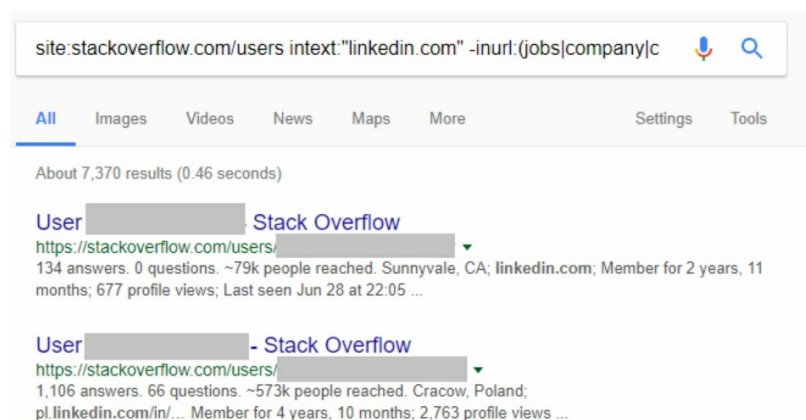 site:stackoverflow.com/users intext:"linkedin.com" -inurl:(jobs|company|c
All Images Videos News Maps More Settings Tools
About 7,370 results (0.46 seconds)
User - Stack Overflow
https://stackoverflow.com/users/
134 answers. 0 questions. ~79k people reached. Sunnyvale, CA; linkedin.com; Member for 2 years, 11
months; 677 profile views; Last seen Jun 28 at 22:05 ...
User - Stack Overflow
https://stackoverflow.com/users/
1,106 answers. 66 questions. ~573k people reached. Cracow, Poland;
pl.linkedin.com/in/... Member for 4 years, 10 months; 2,763 profile views ...